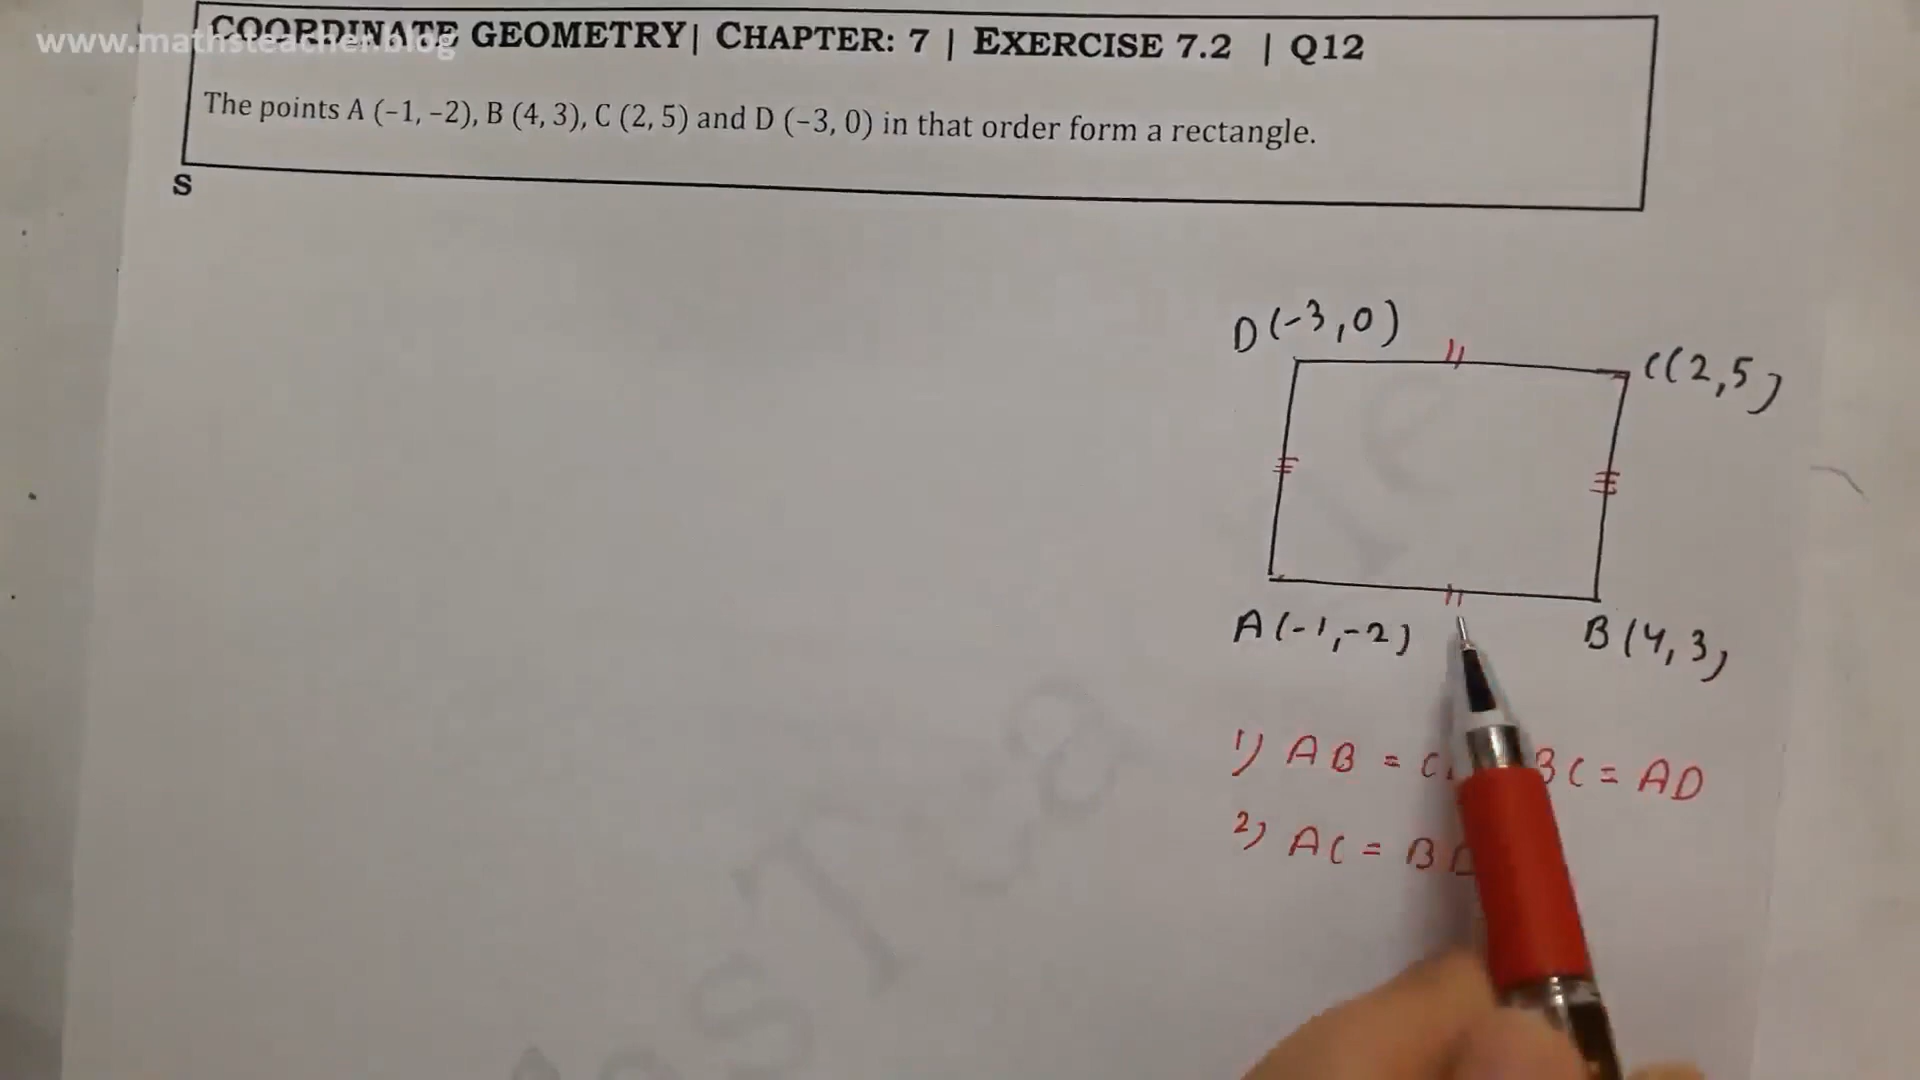 www.mathsteacher.blog
COORDINATE GEOMETRY| CHAPTER: 7 | EXERCISE 7.2 | Q12
The points A (−1, −2), B (4, 3), C (2, 5) and D (−3, 0) in that order form a rectangle.
S
D(-3,0)
C(2,5)
A(-1,-2)
B(4,3)
1) AB = BC = AD
2) AC =